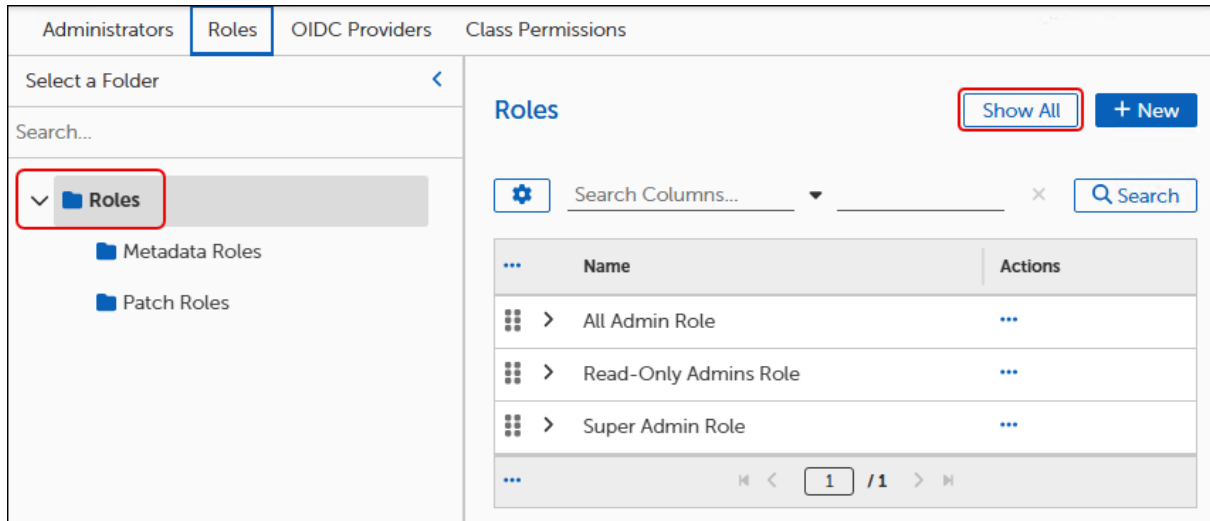 Administrators Roles OIDC Providers Class Permissions
Select a Folder
Search...
Roles
Metadata Roles
Patch Roles
Roles Show All + New
Search Columns... Search
... Name Actions
All Admin Role ...
Read-Only Admins Role ...
Super Admin Role ...
... 1 / 1